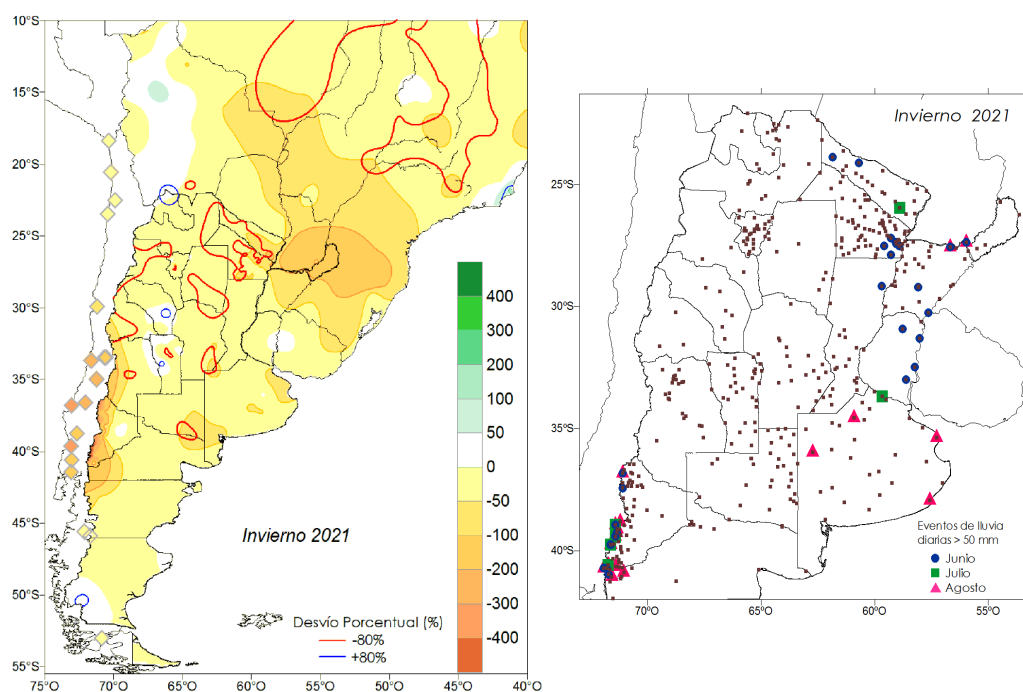 10°S
15°S
20°S
25°S
30°S
35°S
40°S
45°S
50°S
55°S
75°O 70°O 65°O 60°O 55°O 50°O 45°O 40°O
400
300
200
100
50
0
-50
-100
-200
-300
-400
Invierno 2021
Desvío Porcentual (%)
-80%
+80%
Invierno 2021
25°S
30°S
35°S
40°S
70°O 65°O 60°O 55°O
Eventos de lluvia
diarias > 50 mm
Junio
Julio
Agosto